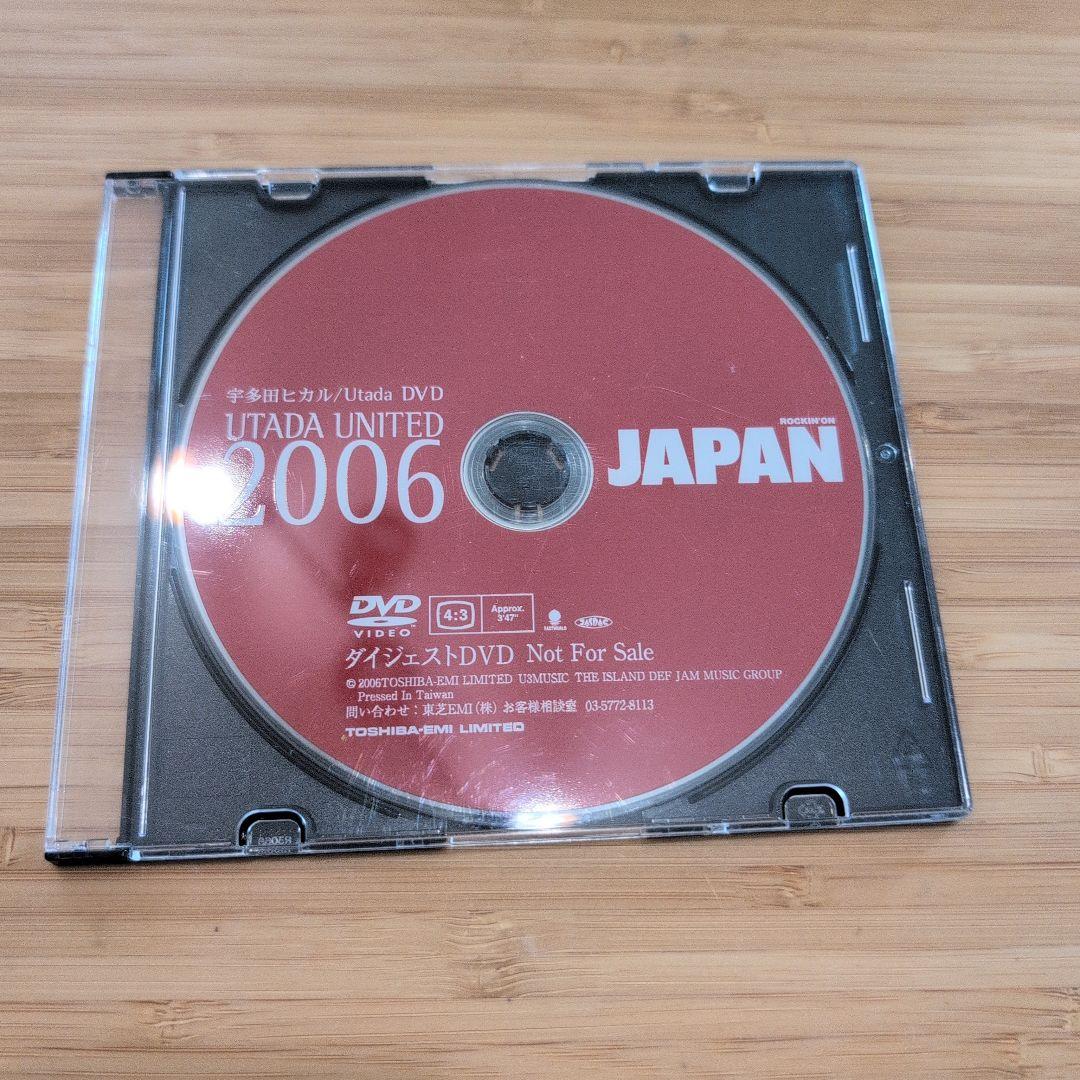 宇多田ヒカル/Utada DVD
UTADA UNITED
2006
ROCKIN'ON
JAPAN
DVD
VIDEO
4:3
Approx.
3'47"
EASTWORLD
JASRAC
ダイジェストDVD Not For Sale
© 2006TOSHIBA-EMI LIMITED U3MUSIC THE ISLAND DEF JAM MUSIC GROUP
Pressed In Taiwan
問い合わせ：東芝EMI(株) お客様相談室 03-5772-8113
TOSHIBA-EMI LIMITED